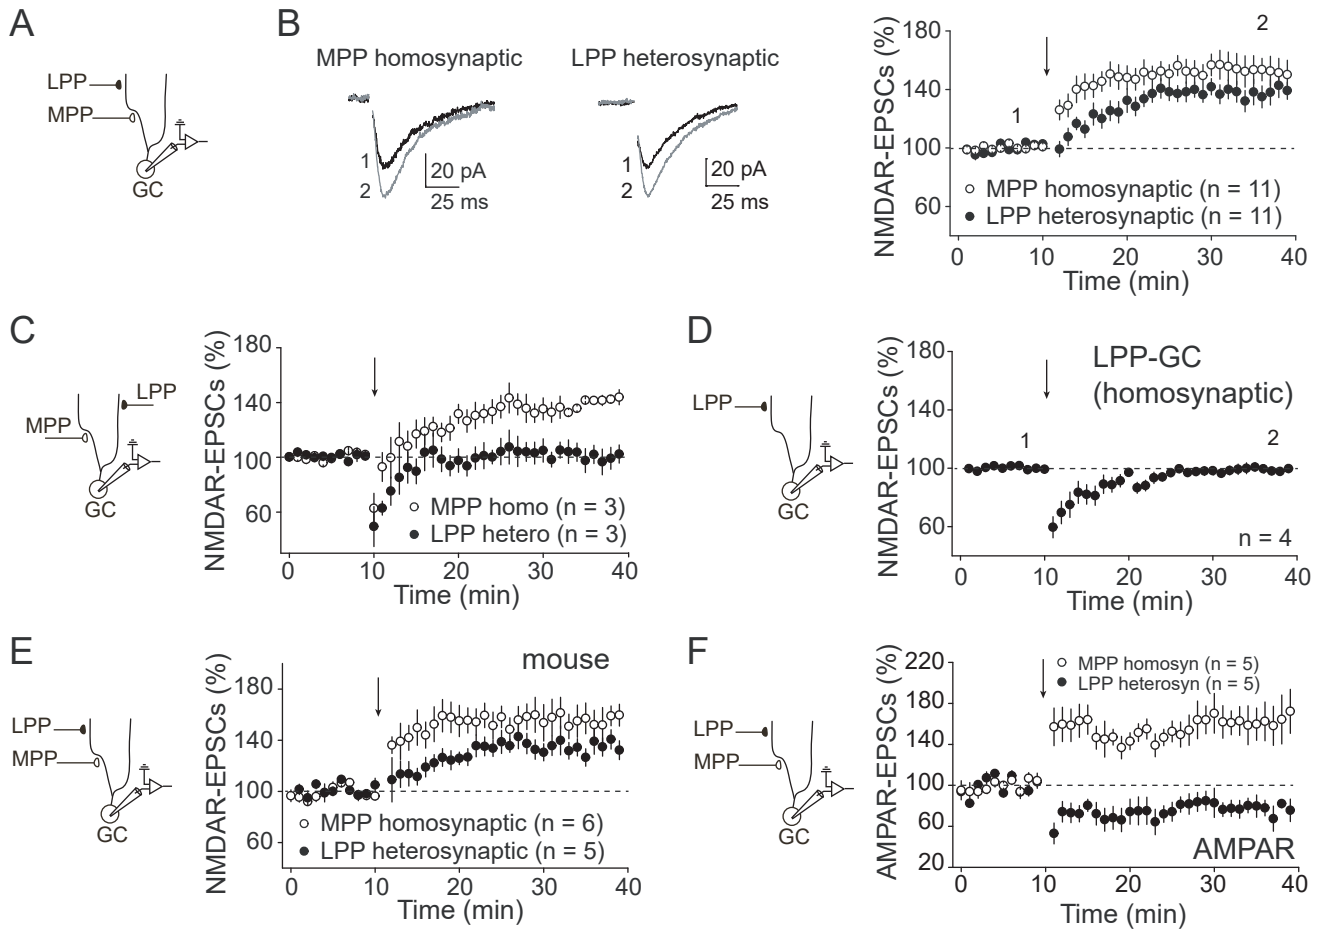 A
LPP
MPP
GC
B
MPP homosynaptic
LPP heterosynaptic
1
2
20 pA
25 ms
1
2
20 pA
25 ms
NMDAR-EPSCs (%)
180
140
100
60
1
2
MPP homosynaptic (n = 11)
LPP heterosynaptic (n = 11)
0
10
20
30
40
Time (min)
C
LPP
MPP
GC
NMDAR-EPSCs (%)
180
140
100
60
MPP homo (n = 3)
LPP hetero (n = 3)
0
10
20
30
40
Time (min)
D
LPP
GC
NMDAR-EPSCs (%)
180
140
100
60
LPP-GC
(homosynaptic)
1
2
n = 4
0
10
20
30
40
Time (min)
E
LPP
MPP
GC
mouse
NMDAR-EPSCs (%)
180
140
100
60
MPP homosynaptic (n = 6)
LPP heterosynaptic (n = 5)
0
10
20
30
40
Time (min)
F
LPP
MPP
GC
AMPAR-EPSCs (%)
220
180
140
100
60
20
MPP homosyn (n = 5)
LPP heterosyn (n = 5)
AMPAR
0
10
20
30
40
Time (min)